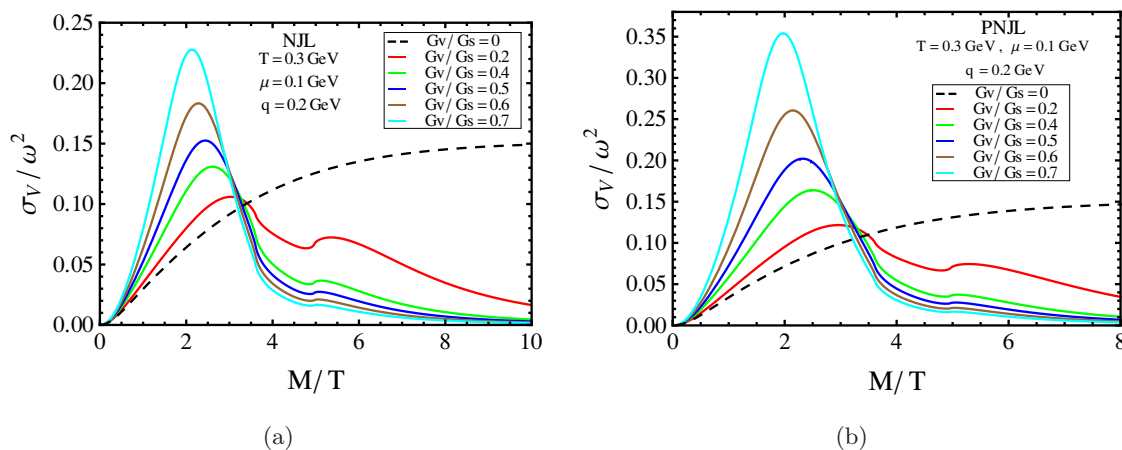 NJL
T = 0.3 GeV
μ = 0.1 GeV
q = 0.2 GeV
Gv/Gs = 0
Gv/Gs = 0.2
Gv/Gs = 0.4
Gv/Gs = 0.5
Gv/Gs = 0.6
Gv/Gs = 0.7
0.25
0.20
0.15
0.10
0.05
0.00
σ_V/ω²
0 2 4 6 8 10
M/T
(a)
PNJL
T = 0.3 GeV , μ = 0.1 GeV
q = 0.2 GeV
Gv/Gs = 0
Gv/Gs = 0.2
Gv/Gs = 0.4
Gv/Gs = 0.5
Gv/Gs = 0.6
Gv/Gs = 0.7
0.35
0.30
0.25
0.20
0.15
0.10
0.05
0.00
σ_V/ω²
0 2 4 6 8
M/T
(b)